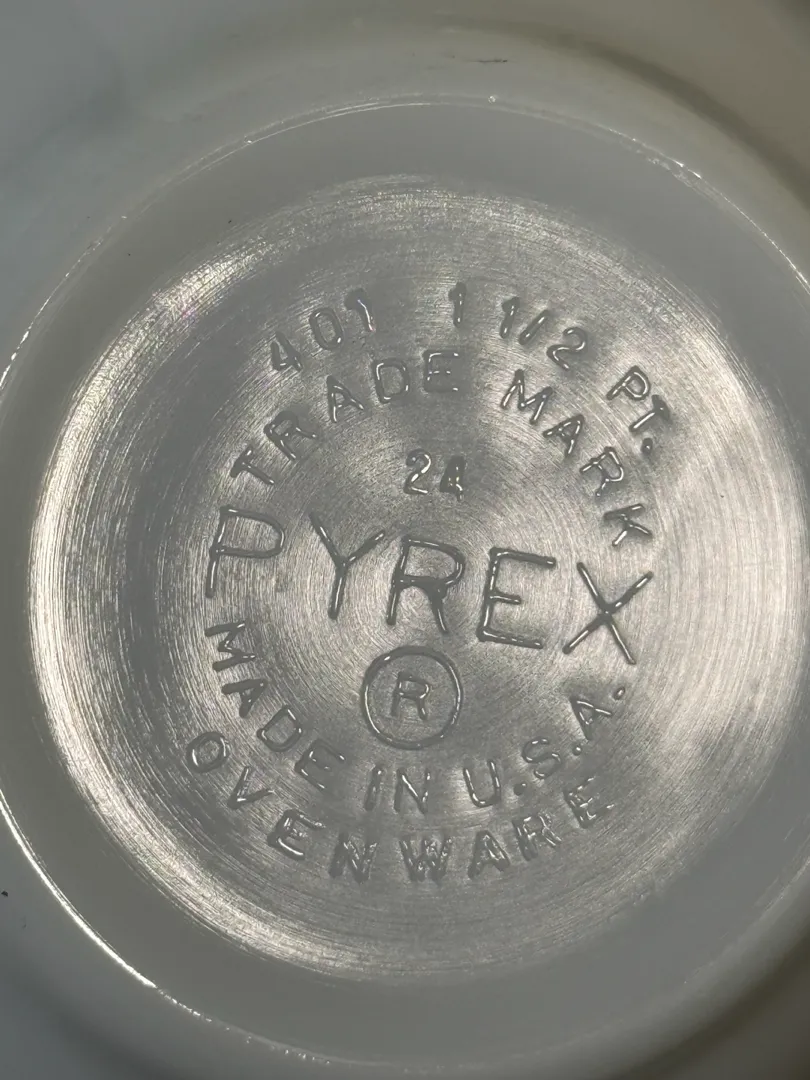 401 1 1/2 PT.
TRADE MARK
24
PYREX
®
MADE IN U.S.A.
OVENWARE